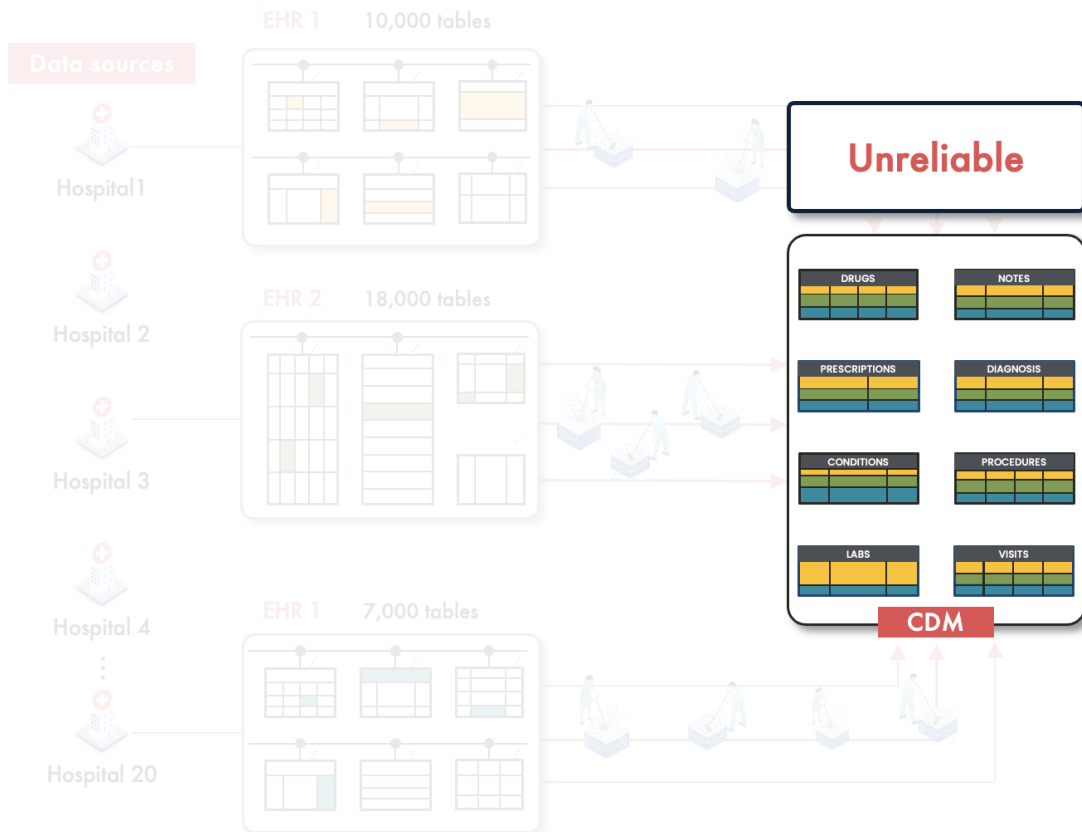 EHR 1 10,000 tables
Data sources
Hospital1
Unreliable
Hospital 2
EHR 2 18,000 tables
DRUGS NOTES
PRESCRIPTIONS DIAGNOSIS
Hospital 3
CONDITIONS PROCEDURES
LABS VISITS
Hospital 4
EHR 1 7,000 tables
CDM
Hospital 20